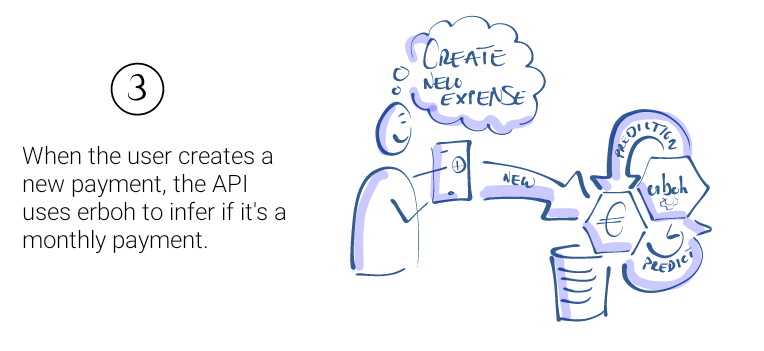 3
When the user creates a
new payment, the API
uses erboh to infer if it's a
monthly payment.
CREATE
NEW
EXPENSE
NEW
PREDICTION
erboh
€
PREDICT